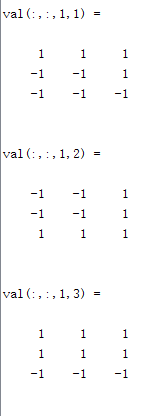 val(:,:,1,1) =
1 1 1
-1 -1 1
-1 -1 -1
val(:,:,1,2) =
-1 -1 1
-1 -1 1
1 1 1
val(:,:,1,3) =
1 1 1
1 1 1
-1 -1 -1